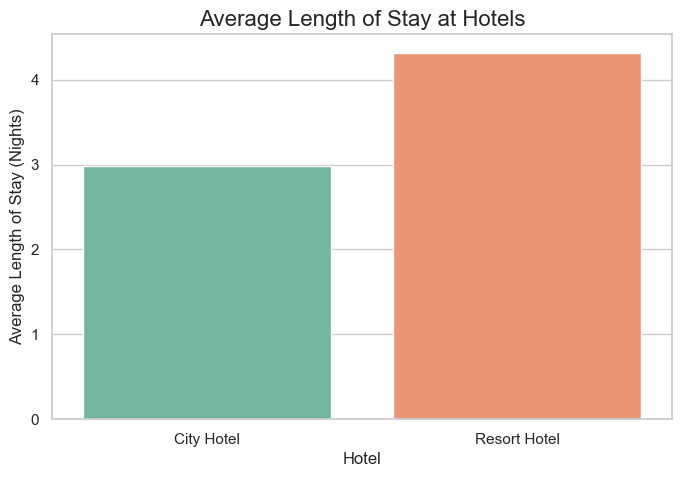 Average Length of Stay at Hotels
Average Length of Stay (Nights)
4
3
2
1
0
City Hotel
Resort Hotel
Hotel